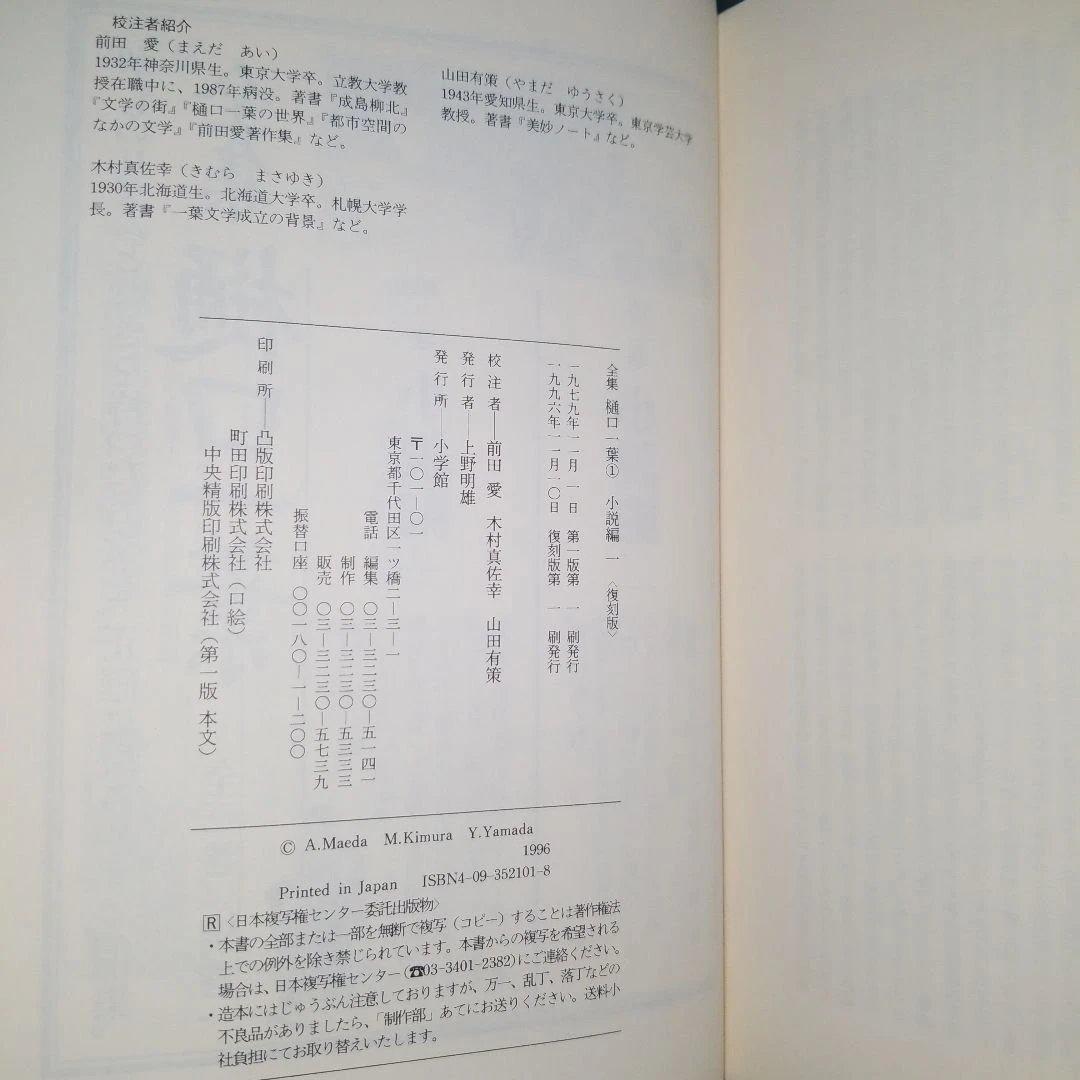 校注者紹介
前田　愛（まえだ　あい）
1932年神奈川県生。東京大学卒。立教大学教
授在職中に、1987年病没。著書『成島柳北』
『文学の街』『樋口一葉の世界』『都市空間の
なかの文学』『前田愛著作集』など。
木村真佐幸（きむら　まさゆき）
1930年北海道生。北海道大学卒。札幌大学学
長。著書『一葉文学成立の背景』など。
山田有策（やまだ　ゆうさく）
1943年愛知県生。東京大学卒。東京学芸大学
教授。著書『美妙ノート』など。
全集　樋口一葉①　小説編　一　〈復刻版〉
一九七九年一一月　一日　第一版第　一　刷発行
一九九六年一一月一〇日　復刻版第　一　刷発行
校注者──前田　愛　木村真佐幸　山田有策
発行者──上野明雄
発行所──小学館
〒一〇一−〇一
東京都千代田区一ツ橋二−三−一
電話　編集　〇三−三二三〇−五一四一
制作　〇三−三二三〇−五三三三
販売　〇三−三二三〇−五七三九
振替口座　〇〇一八〇−一−二〇〇
印刷所──凸版印刷株式会社
町田印刷株式会社（口絵）
中央精版印刷株式会社（第一版　本文）
© A.Maeda　M.Kimura　Y.Yamada
1996
Printed in Japan　ISBN4-09-352101-8
R〈日本複写権センター委託出版物〉
・本書の全部または一部を無断で複写（コピー）することは著作権法
上での例外を除き禁じられています。本書からの複写を希望される
場合は、日本複写権センター（☎03-3401-2382）にご連絡ください。
・造本にはじゅうぶん注意しておりますが、万一、乱丁、落丁などの
不良品がありましたら、「制作部」あてにお送りください。送料小
社負担にてお取り替えいたします。